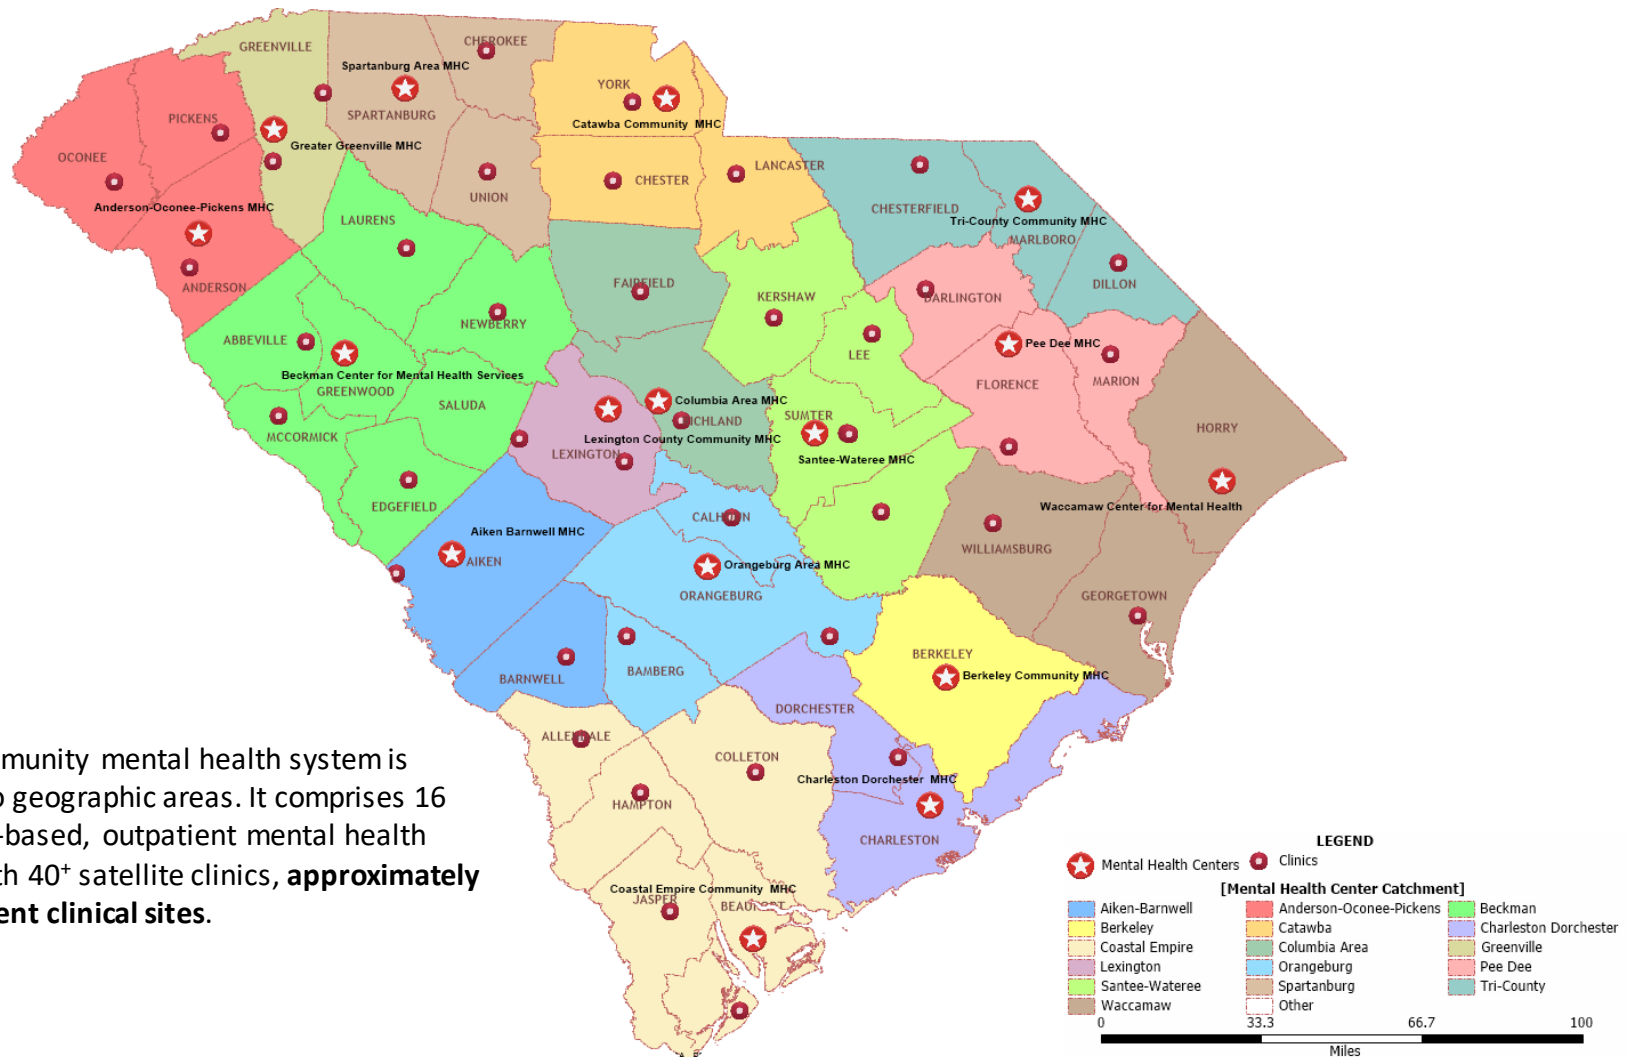 GREENVILLE
CHEROKEE
Spartanburg Area MHC
YORK
SPARTANBURG
PICKENS
Catawba Community MHC
Greater Greenville MHC
OCONEE
LANCASTER
CHESTER
UNION
Anderson-Oconee-Pickens MHC
CHESTERFIELD
LAURENS
Tri-County Community MHC
MARLBORO
ANDERSON
FAIRFIELD
DILLON
KERSHAW
DARLINGTON
NEWBERRY
ABBEVILLE
Pee Dee MHC
LEE
Beckman Center for Mental Health Services
FLORENCE
MARION
GREENWOOD
SALUDA
Columbia Area MHC
SUMTER
RICHLAND
HORRY
MCCORMICK
Lexington County Community MHC
LEXINGTON
Santee-Wateree MHC
EDGEFIELD
Waccamaw Center for Mental Health
CALHOUN
Aiken Barnwell MHC
WILLIAMSBURG
AIKEN
Orangeburg Area MHC
ORANGEBURG
GEORGETOWN
BERKELEY
BAMBERG
Berkeley Community MHC
BARNWELL
DORCHESTER
ALLENDALE
COLLETON
Charleston Dorchester MHC
HAMPTON
CHARLESTON
Coastal Empire Community MHC
JASPER
BEAUFORT
munity mental health system is
o geographic areas. It comprises 16
-based, outpatient mental health
th 40+ satellite clinics, approximately
ent clinical sites.
LEGEND
Mental Health Centers
Clinics
[Mental Health Center Catchment]
Aiken-Barnwell
Anderson-Oconee-Pickens
Beckman
Berkeley
Catawba
Charleston Dorchester
Coastal Empire
Columbia Area
Greenville
Lexington
Orangeburg
Pee Dee
Santee-Wateree
Spartanburg
Tri-County
Waccamaw
Other
0 33.3 66.7 100
Miles